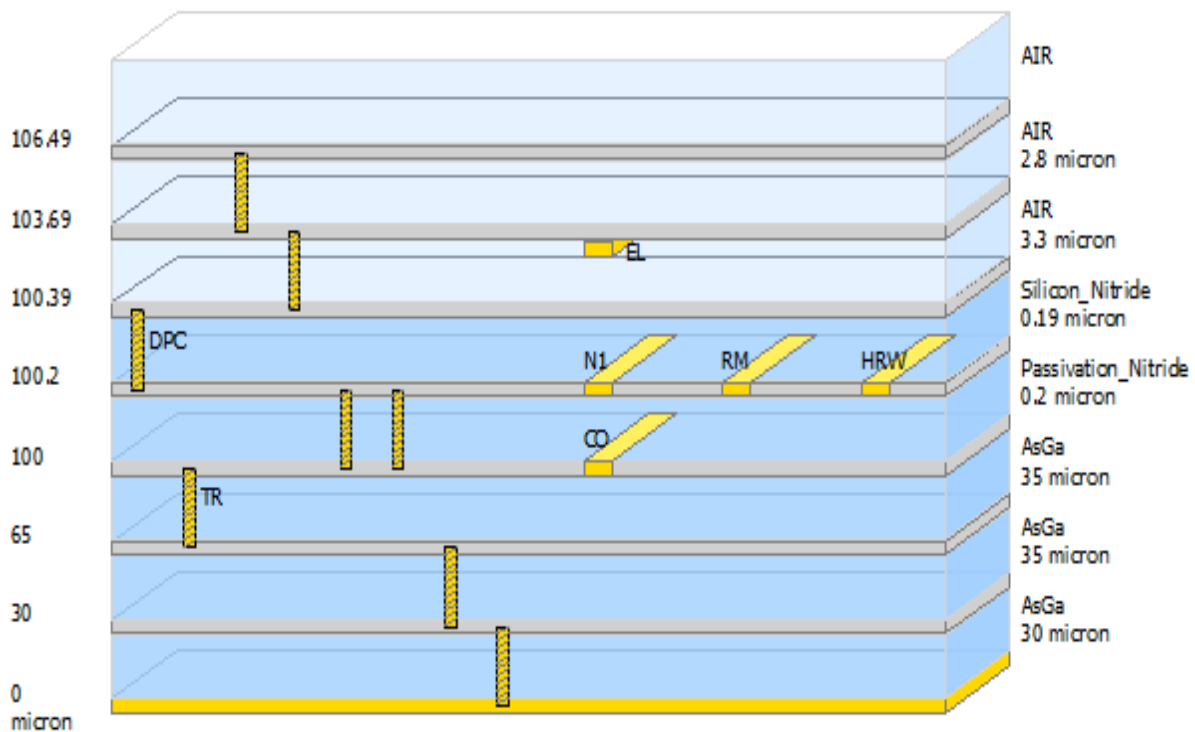 AIR
106.49
AIR
2.8 micron
103.69
AIR
3.3 micron
EL
100.39
Silicon_Nitride
0.19 micron
DPC
100.2
N1
RM
HRW
Passivation_Nitride
0.2 micron
100
CO
AsGa
35 micron
TR
65
AsGa
35 micron
30
AsGa
30 micron
0
micron